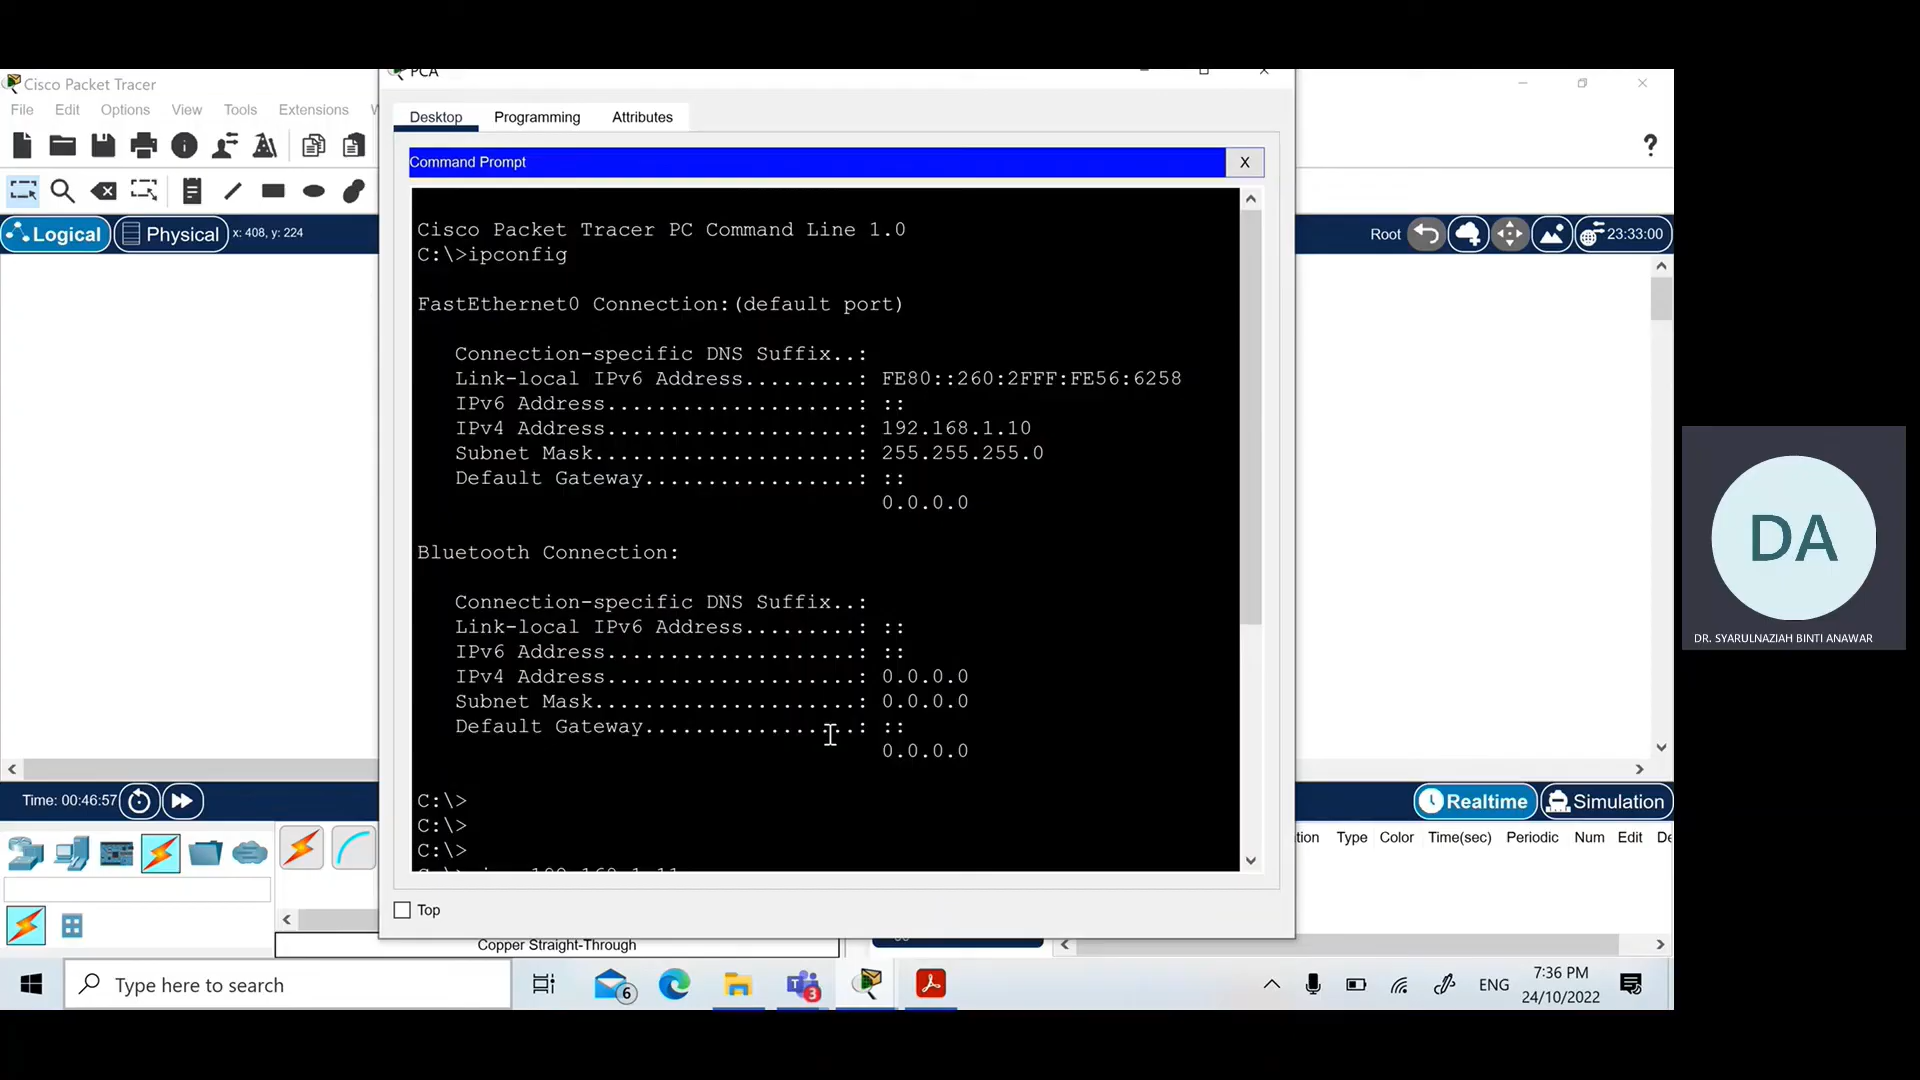 PCA
Cisco Packet Tracer
File Edit Options View Tools Extensions
Desktop Programming Attributes
Command Prompt X
Logical Physical x: 408, y: 224
Root 23:33:00
Cisco Packet Tracer PC Command Line 1.0
C:\>ipconfig
FastEthernet0 Connection:(default port)
Connection-specific DNS Suffix..:
Link-local IPv6 Address.........: FE80::260:2FFF:FE56:6258
IPv6 Address....................: ::
IPv4 Address....................: 192.168.1.10
Subnet Mask.....................: 255.255.255.0
Default Gateway.................: ::
0.0.0.0
Bluetooth Connection:
Connection-specific DNS Suffix..:
Link-local IPv6 Address.........: ::
IPv6 Address....................: ::
IPv4 Address....................: 0.0.0.0
Subnet Mask.....................: 0.0.0.0
Default Gateway.................: ::
0.0.0.0
C:\>
C:\>
C:\>
DA
DR. SYARULNAZIAH BINTI ANAWAR
Time: 00:46:57
Realtime Simulation
Type Color Time(sec) Periodic Num Edit De
Top
Copper Straight-Through
Type here to search
6
3
ENG
7:36 PM
24/10/2022